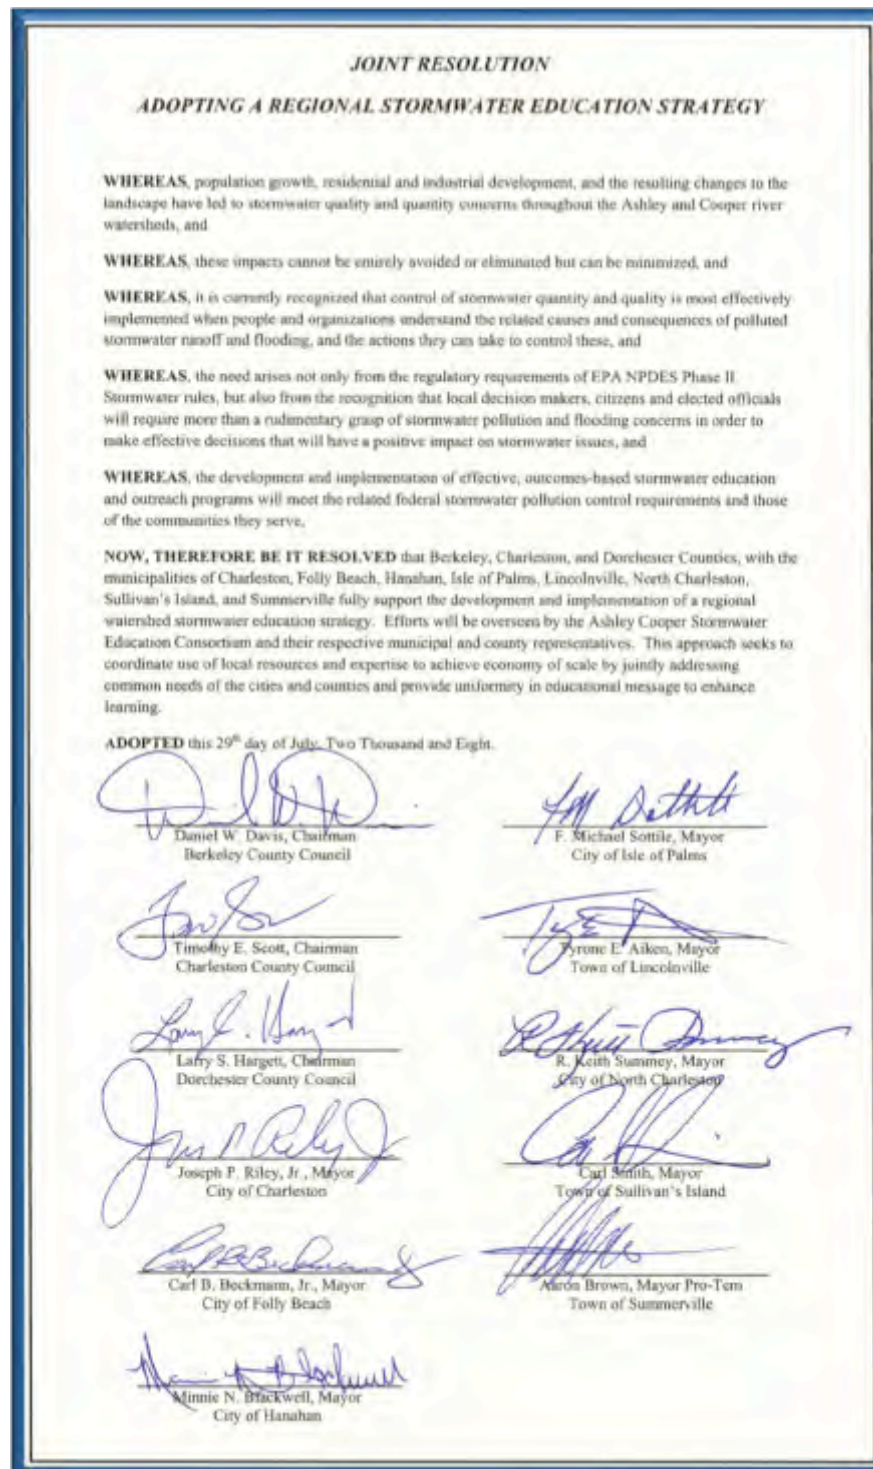 JOINT RESOLUTION
ADOPTING A REGIONAL STORMWATER EDUCATION STRATEGY
WHEREAS, population growth, residential and industrial development, and the resulting changes to the
landscape have led to stormwater quality and quantity concerns throughout the Ashley and Cooper river
watersheds, and
WHEREAS, these impacts cannot be entirely avoided or eliminated but can be minimized, and
WHEREAS, it is currently recognized that control of stormwater quantity and quality is most effectively
implemented when people and organizations understand the related causes and consequences of polluted
stormwater runoff and flooding, and the actions they can take to control these, and
WHEREAS, the need arises not only from the regulatory requirements of EPA NPDES Phase II
Stormwater rules, but also from the recognition that local decision makers, citizens and elected officials
will require more than a rudimentary grasp of stormwater pollution and flooding concerns in order to
make effective decisions that will have a positive impact on stormwater issues, and
WHEREAS, the development and implementation of effective, outcomes-based stormwater education
and outreach programs will meet the related federal stormwater pollution control requirements and those
of the communities they serve,
NOW, THEREFORE BE IT RESOLVED that Berkeley, Charleston, and Dorchester Counties, with the
municipalities of Charleston, Folly Beach, Hanahan, Isle of Palms, Lincolnville, North Charleston,
Sullivan's Island, and Summerville fully support the development and implementation of a regional
watershed stormwater education strategy. Efforts will be overseen by the Ashley Cooper Stormwater
Education Consortium and their respective municipal and county representatives. This approach seeks to
coordinate use of local resources and expertise to achieve economy of scale by jointly addressing
common needs of the cities and counties and provide uniformity in educational message to enhance
learning.
ADOPTED this 29th day of July, Two Thousand and Eight.
Daniel W. Davis, Chairman
Berkeley County Council
F. Michael Sottile, Mayor
City of Isle of Palms
Timothy E. Scott, Chairman
Charleston County Council
Tyrone E. Aiken, Mayor
Town of Lincolnville
Larry S. Hargett, Chairman
Dorchester County Council
R. Keith Summey, Mayor
City of North Charleston
Joseph P. Riley, Jr., Mayor
City of Charleston
Carl Smith, Mayor
Town of Sullivan's Island
Carl B. Beckmann, Jr., Mayor
City of Folly Beach
Aaron Brown, Mayor Pro-Tem
Town of Summerville
Minnie N. Blackwell, Mayor
City of Hanahan